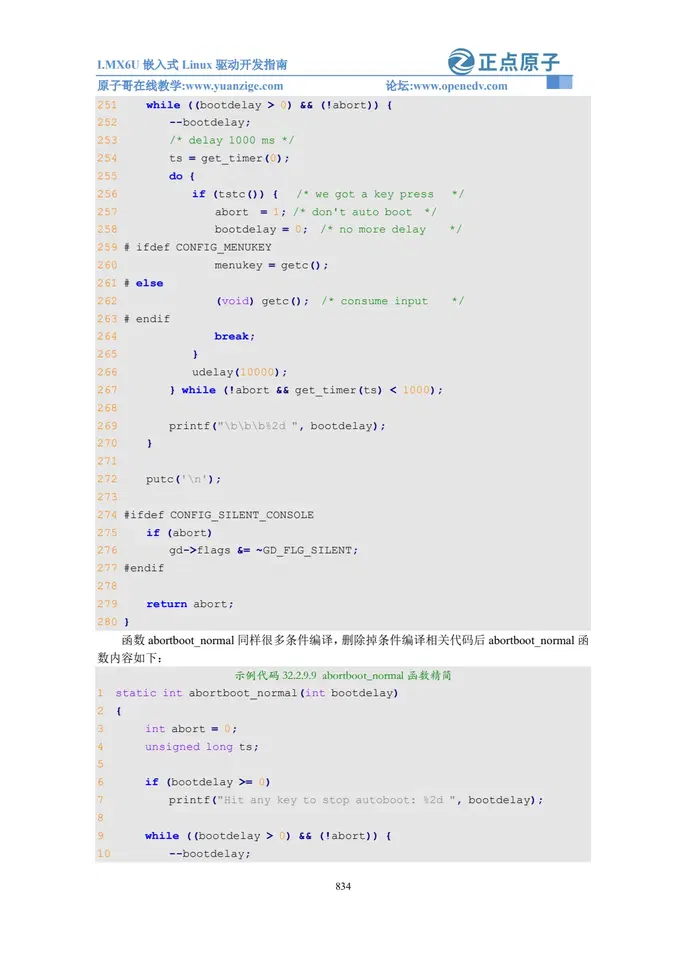 I.MX6U 嵌入式 Linux 驱动开发指南
正点原子
原子哥在线教学:www.yuanzige.com 论坛:www.openedv.com
251 while ((bootdelay > 0) && (!abort)) {
252 --bootdelay;
253 /* delay 1000 ms */
254 ts = get_timer(0);
255 do {
256 if (tstc()) { /* we got a key press */
257 abort = 1; /* don't auto boot */
258 bootdelay = 0; /* no more delay */
259 # ifdef CONFIG_MENUKEY
260 menukey = getc();
261 # else
262 (void) getc(); /* consume input */
263 # endif
264 break;
265 }
266 udelay(10000);
267 } while (!abort && get_timer(ts) < 1000);
268
269 printf("\b\b\b%2d ", bootdelay);
270 }
271
272 putc('\n');
273
274 #ifdef CONFIG_SILENT_CONSOLE
275 if (abort)
276 gd->flags &= ~GD_FLG_SILENT;
277 #endif
278
279 return abort;
280 }
函数 abortboot_normal 同样很多条件编译，删除掉条件编译相关代码后 abortboot_normal 函
数内容如下：
示例代码 32.2.9.9 abortboot_normal 函数精简
1 static int abortboot_normal(int bootdelay)
2 {
3 int abort = 0;
4 unsigned long ts;
5
6 if (bootdelay >= 0)
7 printf("Hit any key to stop autoboot: %2d ", bootdelay);
8
9 while ((bootdelay > 0) && (!abort)) {
10 --bootdelay;
834